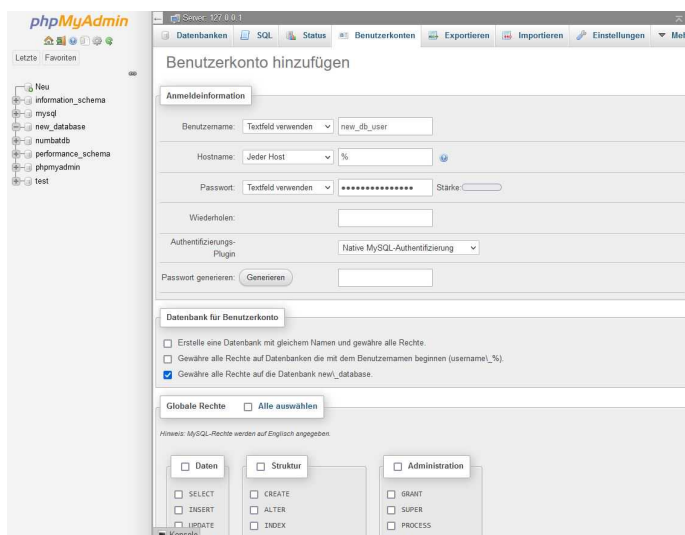 phpMyAdmin
Letzte Favoriten
Neu
information_schema
mysql
new_database
numbatdb
performance_schema
phpmyadmin
test
Server: 127.0.0.1
Datenbanken SQL Status Benutzerkonten Exportieren Importieren Einstellungen Meh
Benutzerkonto hinzufügen
Anmeldeinformation
Benutzername: Textfeld verwenden new_db_user
Hostname: Jeder Host %
Passwort: Textfeld verwenden •••••••••••••••• Stärke:
Wiederholen:
Authentifizierungs-
Plugin
Native MySQL-Authentifizierung
Passwort generieren: Generieren
Datenbank für Benutzerkonto
Erstelle eine Datenbank mit gleichem Namen und gewähre alle Rechte.
Gewähre alle Rechte auf Datenbanken die mit dem Benutzernamen beginnen (username\_%).
Gewähre alle Rechte auf die Datenbank new\_database.
Globale Rechte Alle auswählen
Hinweis: MySQL-Rechte werden auf Englisch angegeben.
Daten
SELECT
INSERT
UPDATE
Struktur
CREATE
ALTER
INDEX
Administration
GRANT
SUPER
PROCESS
Konsole